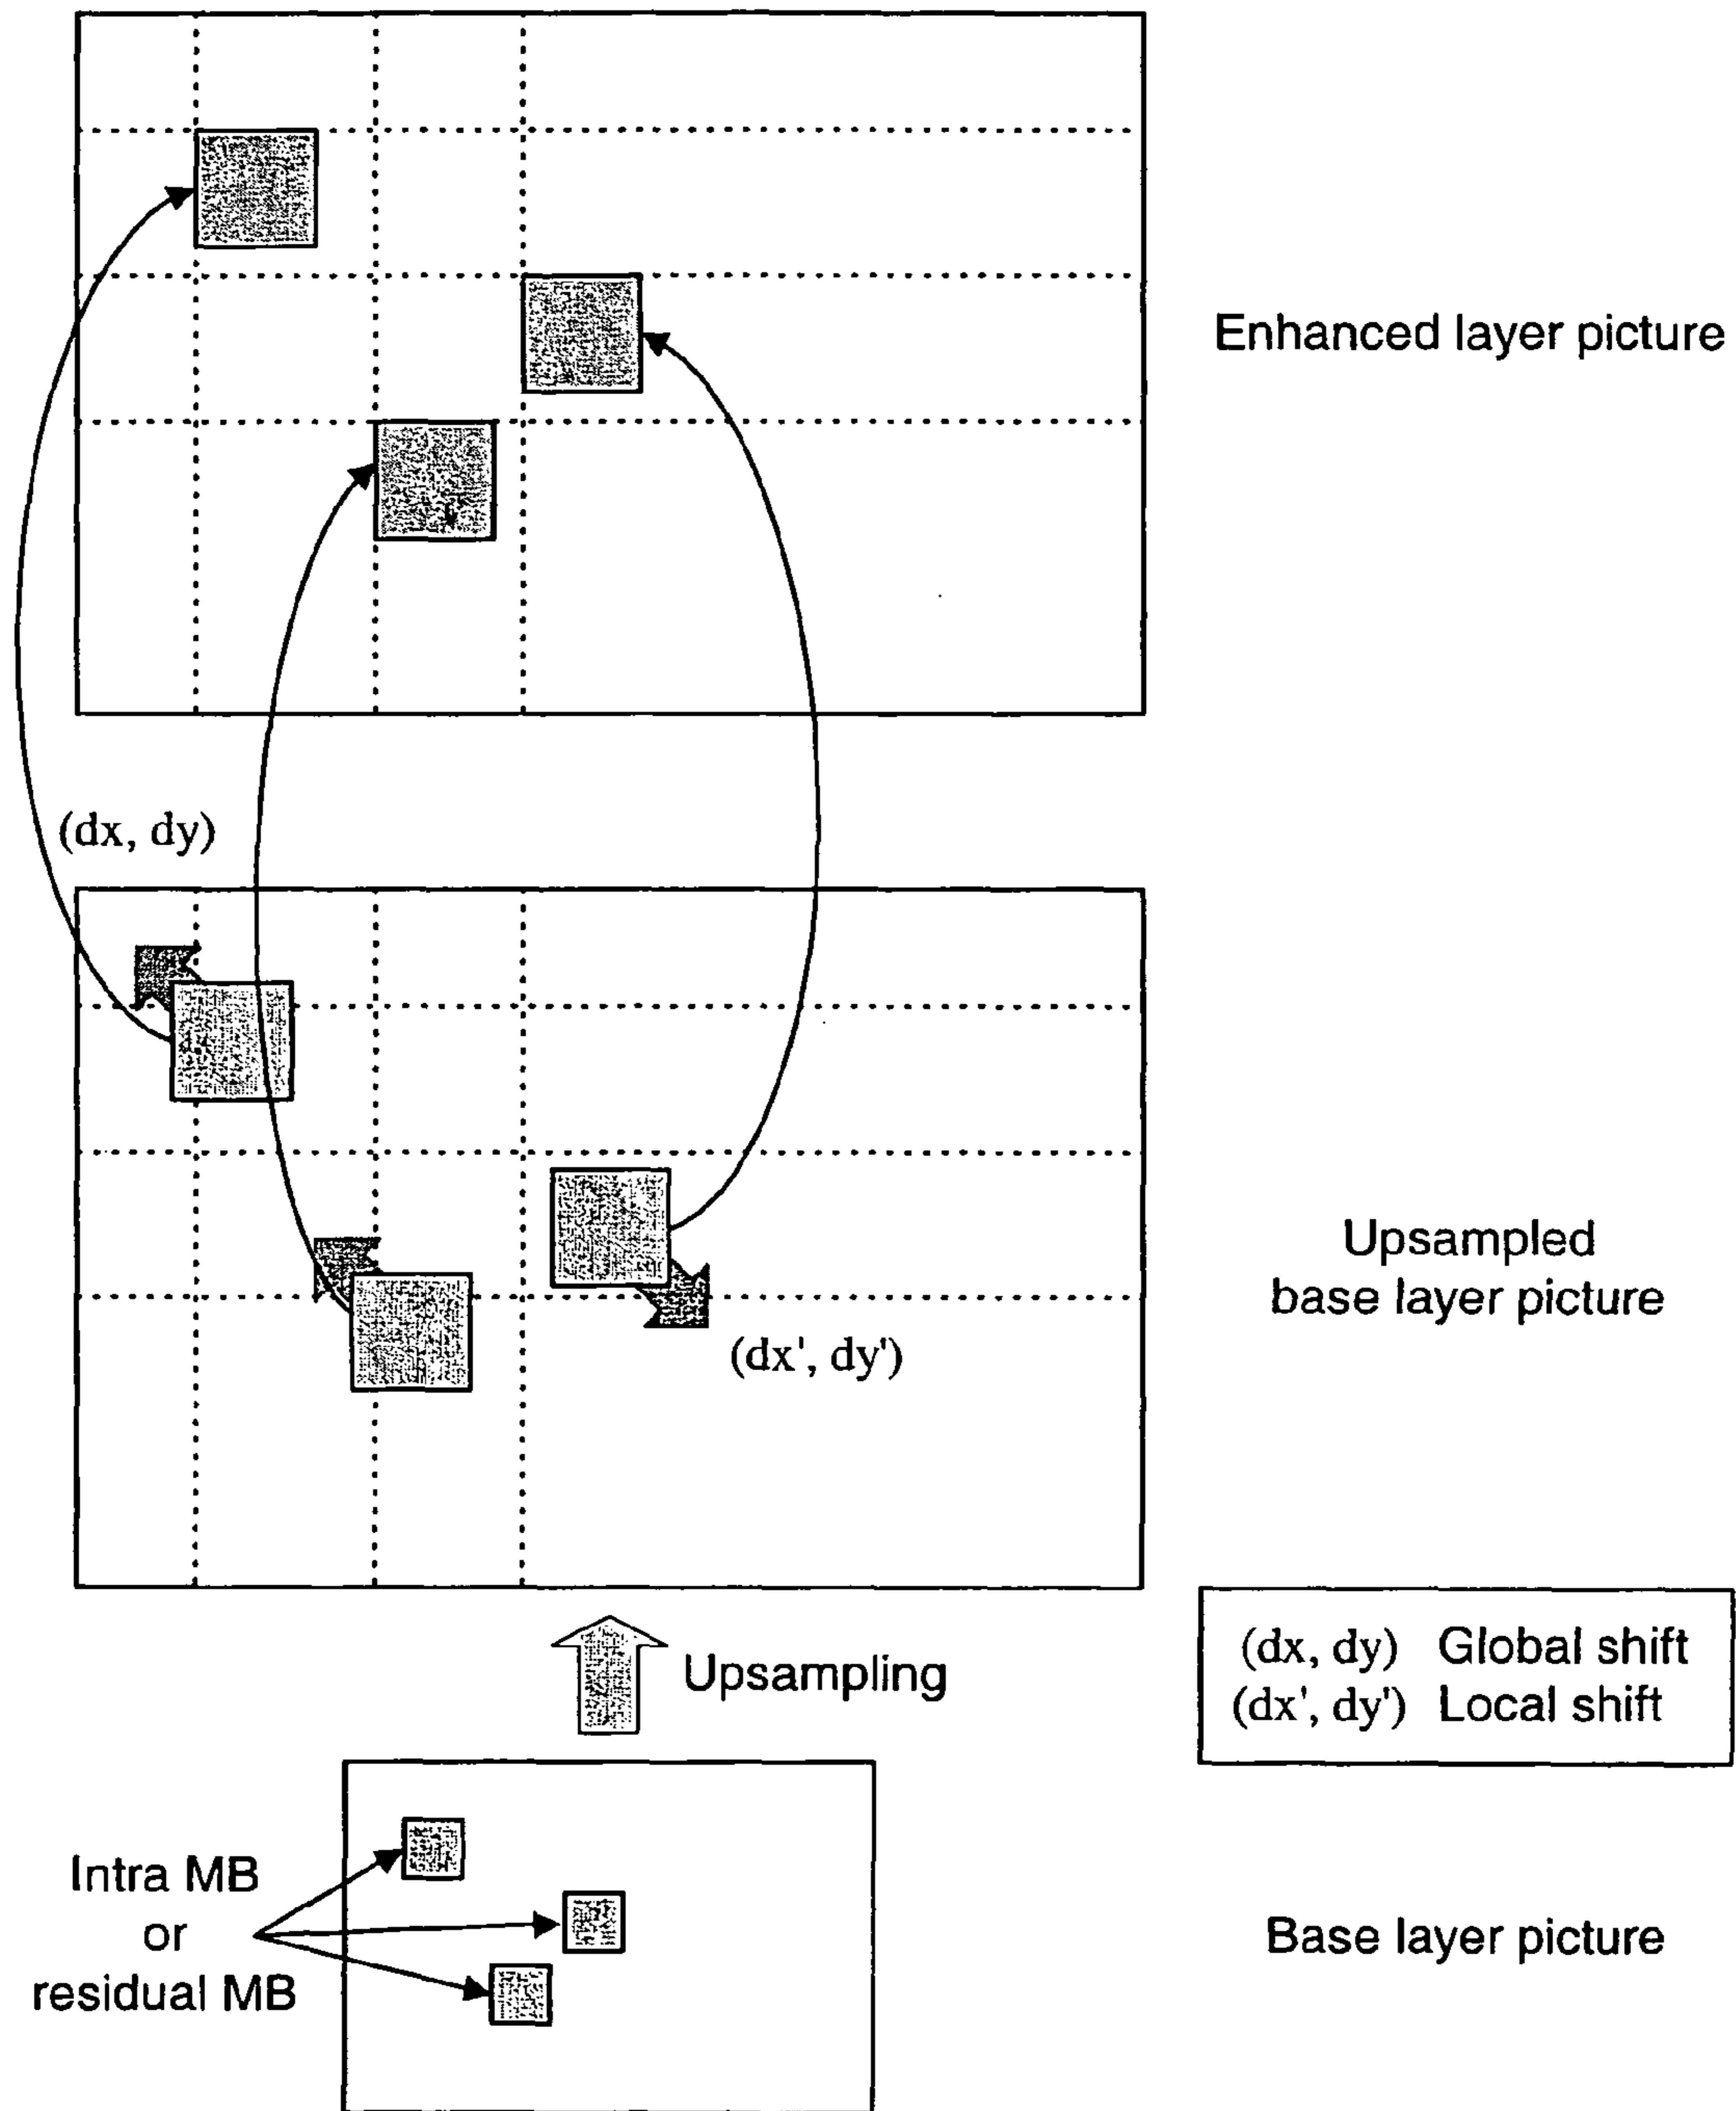 Enhanced layer picture
(dx, dy)
Upsampled
base layer picture
(dx', dy')
Upsampling
(dx, dy) Global shift
(dx', dy') Local shift
Intra MB
or
residual MB
Base layer picture